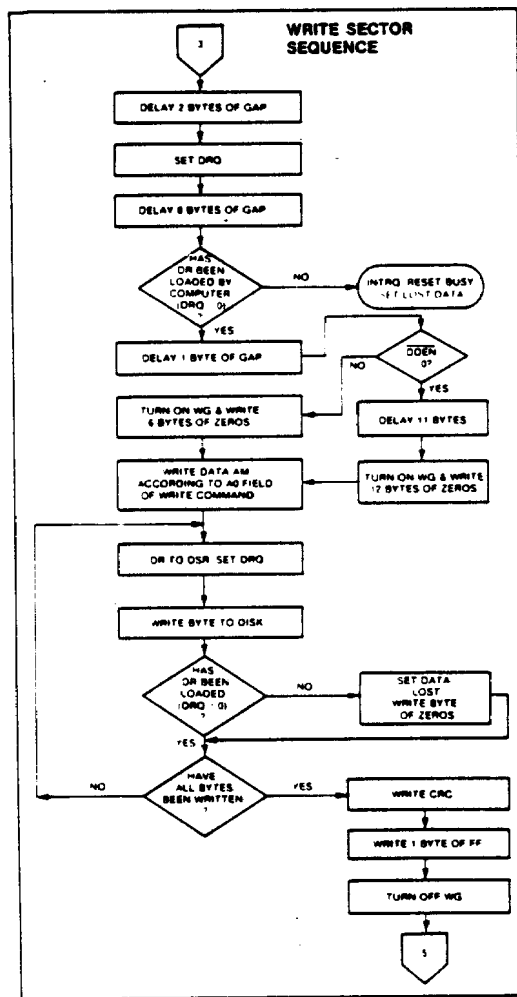 WRITE SECTOR
SEQUENCE
3
DELAY 2 BYTES OF GAP
SET DRQ
DELAY 8 BYTES OF GAP
HAS
DR BEEN
LOADED BY
COMPUTER
(DRQ 0)
?
NO
INTRQ RESET BUSY
SET LOST DATA
YES
DELAY 1 BYTE OF GAP
DDEN
0?
NO
YES
TURN ON WG & WRITE
6 BYTES OF ZEROS
DELAY 11 BYTES
WRITE DATA AM
ACCORDING TO A0 FIELD
OF WRITE COMMAND
TURN ON WG & WRITE
12 BYTES OF ZEROS
DR TO DSR SET DRQ
WRITE BYTE TO DISK
HAS
DR BEEN
LOADED
(DRQ 0)
?
NO
SET DATA
LOST
WRITE BYTE
OF ZEROS
YES
HAVE
ALL BYTES
BEEN WRITTEN
?
NO
YES
WRITE CRC
WRITE 1 BYTE OF FF
TURN OFF WG
5